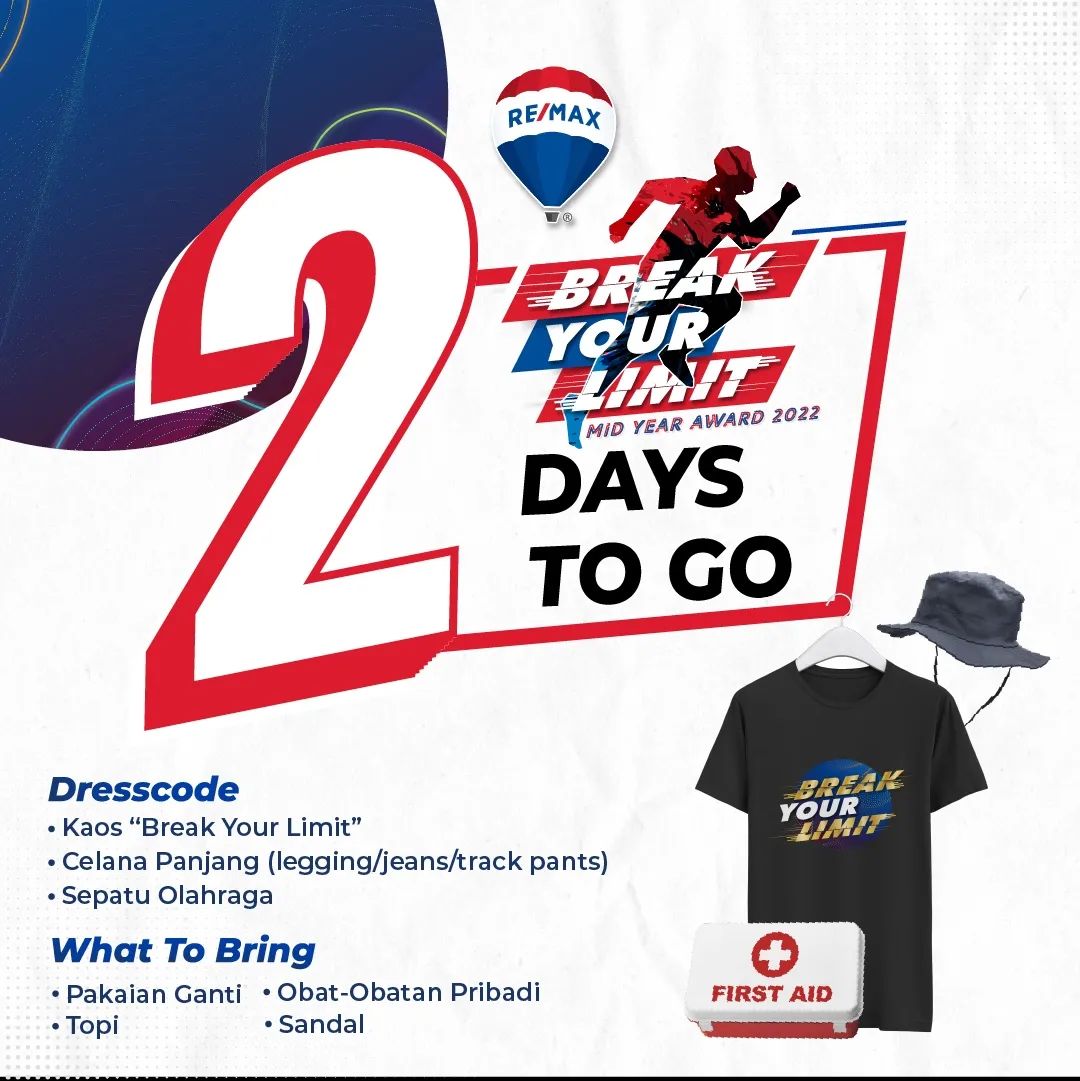 RE/MAX
®
2
BREAK
YOUR
LIMIT
MID YEAR AWARD 2022
DAYS
TO GO
BREAK
YOUR
LIMIT
FIRST AID
Dresscode
• Kaos “Break Your Limit”
• Celana Panjang (legging/jeans/track pants)
• Sepatu Olahraga
What To Bring
• Pakaian Ganti • Obat-Obatan Pribadi
• Topi • Sandal